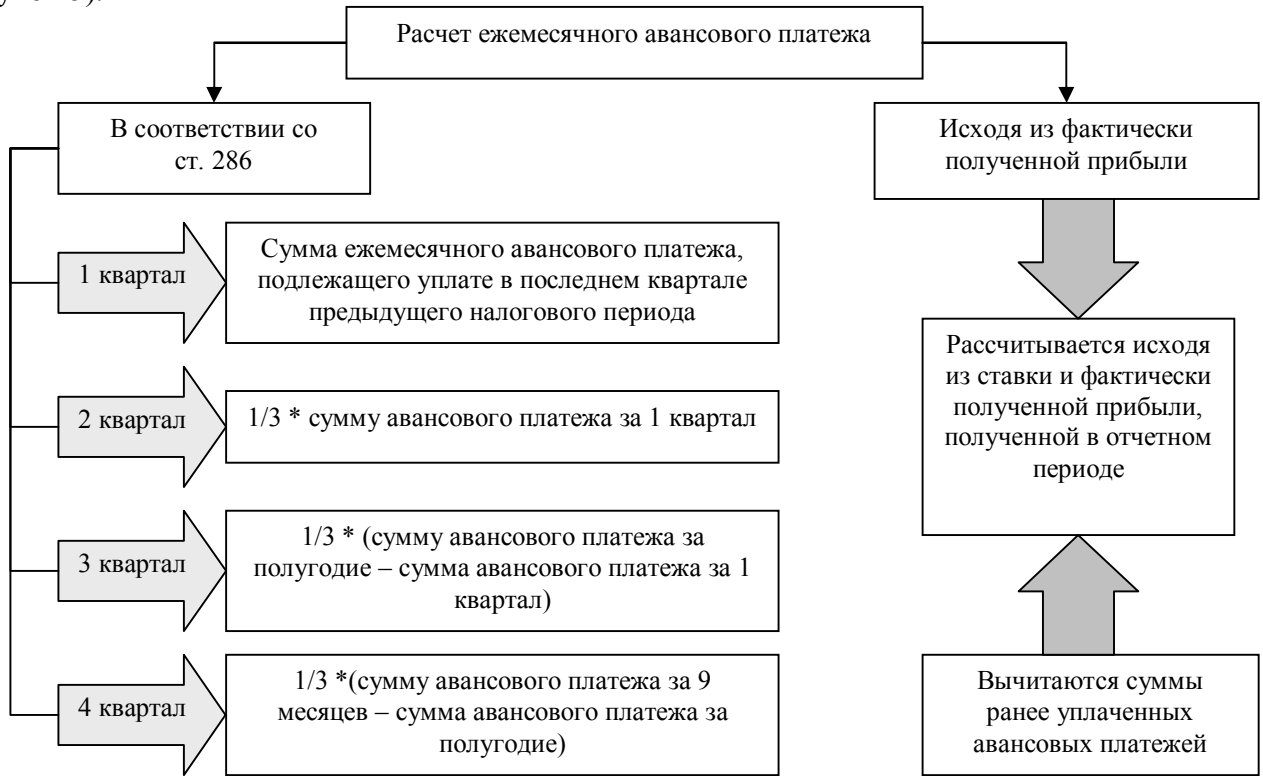 Расчет ежемесячного авансового платежа
В соответствии со
ст. 286
Исходя из фактически
полученной прибыли
1 квартал
Сумма ежемесячного авансового платежа,
подлежащего уплате в последнем квартале
предыдущего налогового периода
2 квартал
1/3 * сумму авансового платежа за 1 квартал
3 квартал
1/3 * (сумму авансового платежа за
полугодие – сумма авансового платежа за 1
квартал)
4 квартал
1/3 *(сумму авансового платежа за 9
месяцев – сумма авансового платежа за
полугодие)
Рассчитывается исходя
из ставки и фактически
полученной прибыли,
полученной в отчетном
периоде
Вычитаются суммы
ранее уплаченных
авансовых платежей